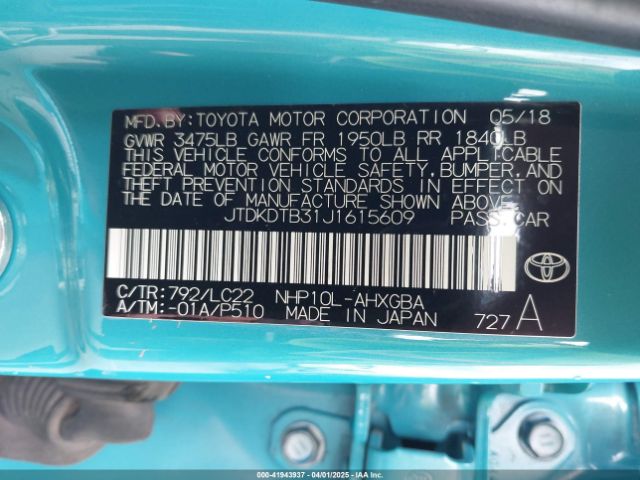 MFD.BY:TOYOTA MOTOR CORPORATION 05/18
GVWR 3475LB GAWR FR 1950LB RR 1840LB
THIS VEHICLE CONFORMS TO ALL APPLICABLE
FEDERAL MOTOR VEHICLE SAFETY,BUMPER,AND
THEFT PREVENTION STANDARDS IN EFFECT ON
THE DATE OF MANUFACTURE SHOWN ABOVE.
JTDKDTB31J1615609 PASS.CAR
C/TR:792/LC22 NHP10L-AHXGBA
A/TM:-01A/P510 MADE IN JAPAN 727 A
TOYOTA
000-41943937 04/01/2025 IAA Inc.